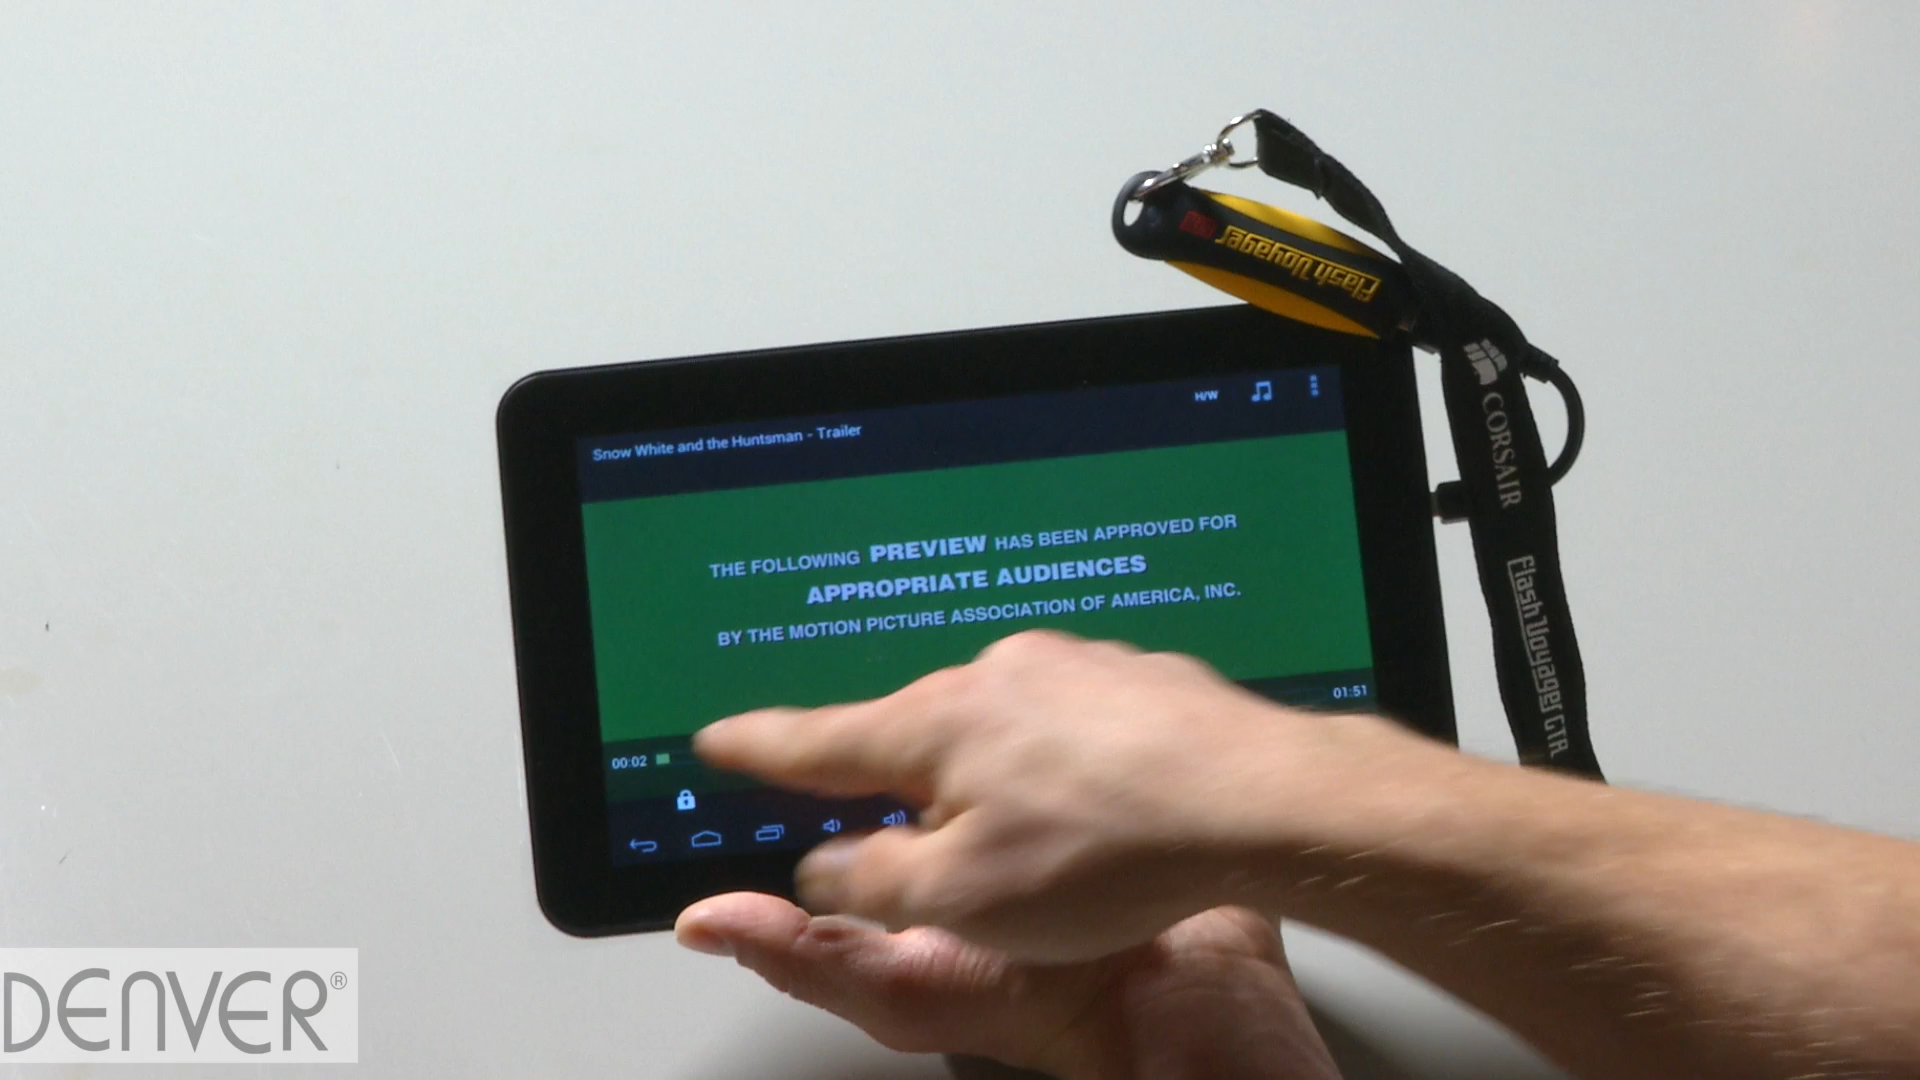 Flash Voyager
H/W
Snow White and the Huntsman - Trailer
CORSAIR
THE FOLLOWING PREVIEW HAS BEEN APPROVED FOR
APPROPRIATE AUDIENCES
BY THE MOTION PICTURE ASSOCIATION OF AMERICA, INC.
Flash Voyager GTR
01:51
00:02
DENVER®